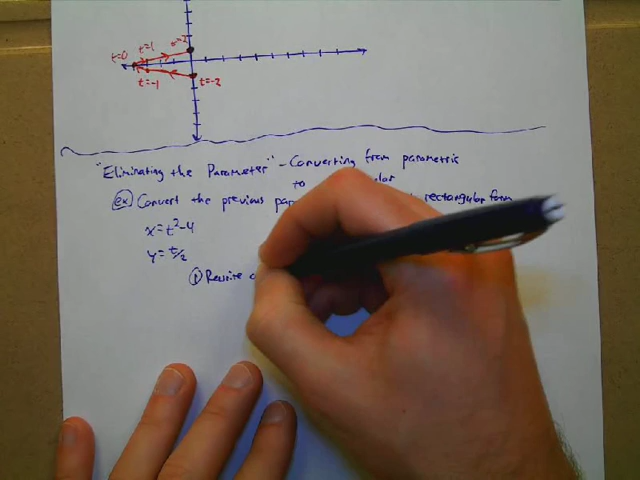 t=0 t=1 t=2
t=-1 t=-2
"Eliminating the Parameter" - Converting from parametric
to
ex) Convert the previous rectangular form
x=t²-4
y=t/2
① Rewrite